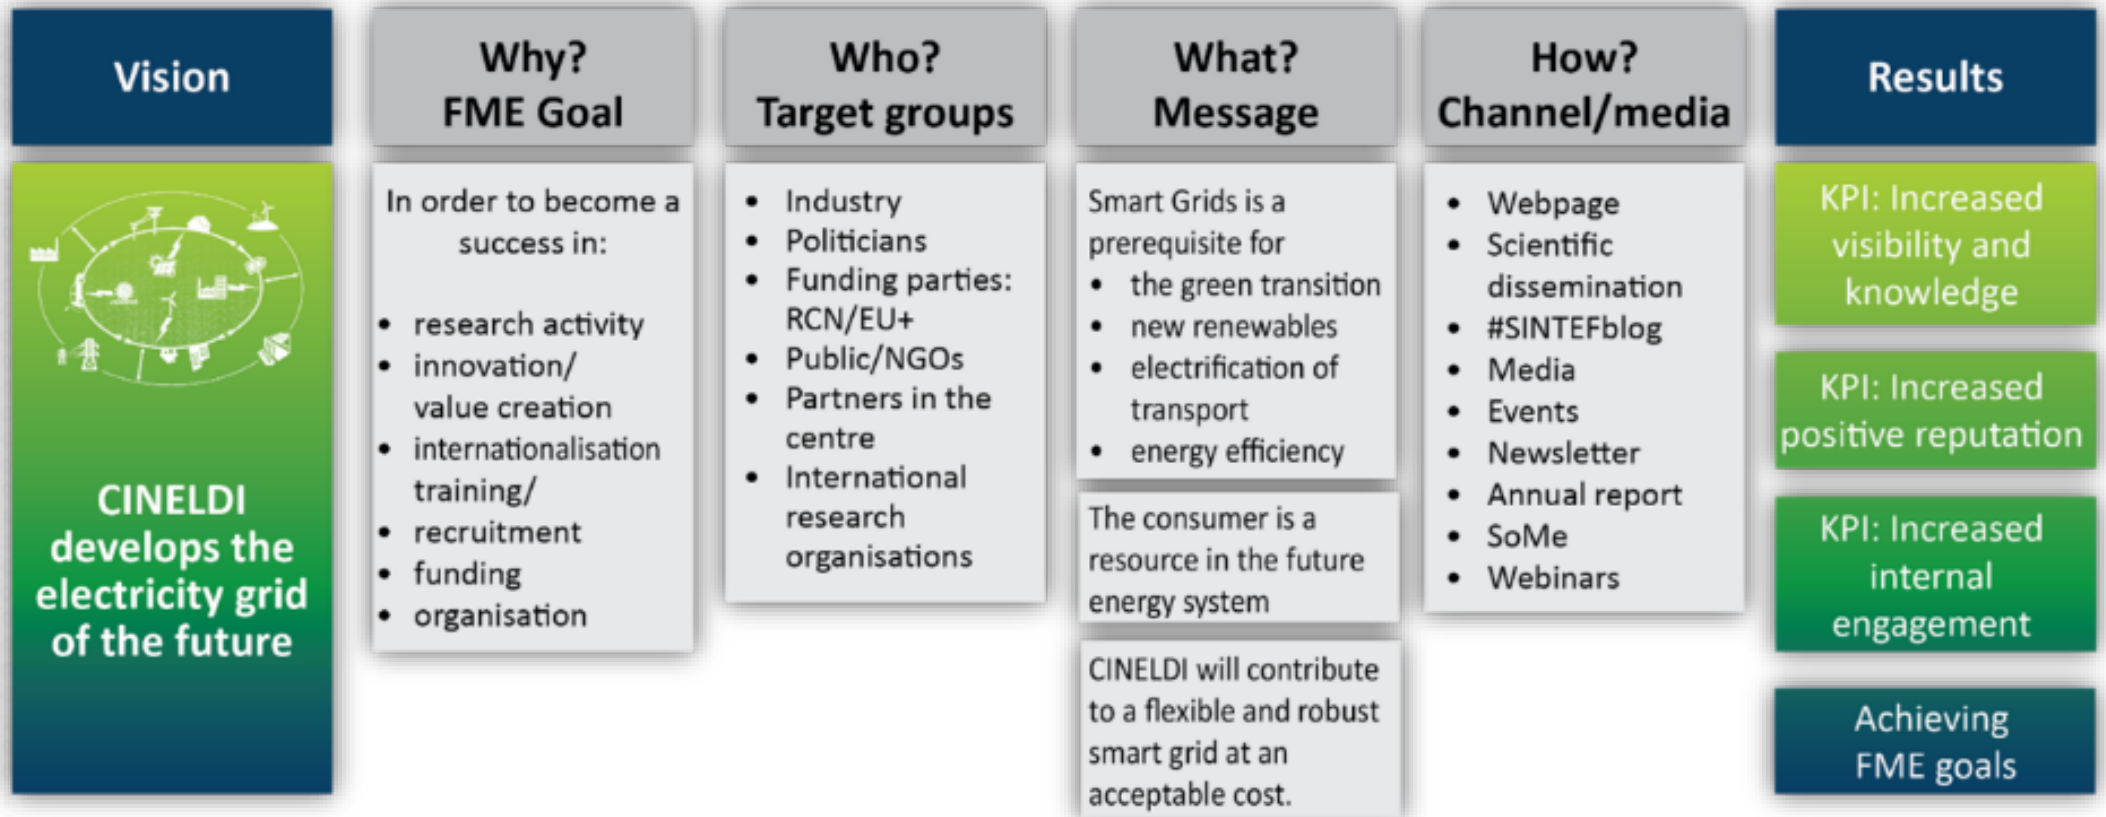 Vision
CINELDI
develops the
electricity grid
of the future
Why?
FME Goal
In order to become a
success in:
• research activity
• innovation/
value creation
• internationalisation
training/
• recruitment
• funding
• organisation
Who?
Target groups
• Industry
• Politicians
• Funding parties:
RCN/EU+
• Public/NGOs
• Partners in the
centre
• International
research
organisations
What?
Message
Smart Grids is a
prerequisite for
• the green transition
• new renewables
• electrification of
transport
• energy efficiency
The consumer is a
resource in the future
energy system
CINELDI will contribute
to a flexible and robust
smart grid at an
acceptable cost.
How?
Channel/media
• Webpage
• Scientific
dissemination
• #SINTEFblog
• Media
• Events
• Newsletter
• Annual report
• SoMe
• Webinars
Results
KPI: Increased
visibility and
knowledge
KPI: Increased
positive reputation
KPI: Increased
internal
engagement
Achieving
FME goals